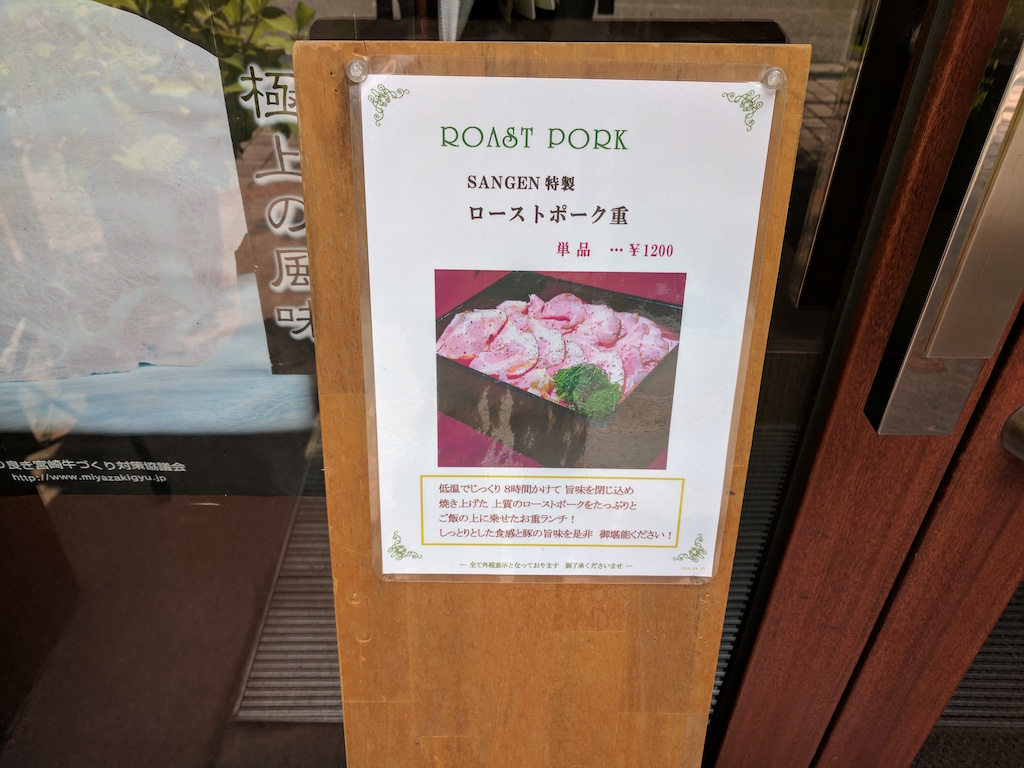 極上の風味
の良き宮崎牛づくり対策協議会
http://www.miyazakigyu.jp
ROAST PORK
SANGEN 特製
ローストポーク重
単品 … ¥1200
低温でじっくり 8時間かけて 旨味を閉じ込め
焼き上げた 上質のローストポークをたっぷりと
ご飯の上に乗せたお重ランチ！
しっとりとした食感と豚の旨味を是非 御堪能ください！
― 全て外税表示となっております 御了承くださいませ ―